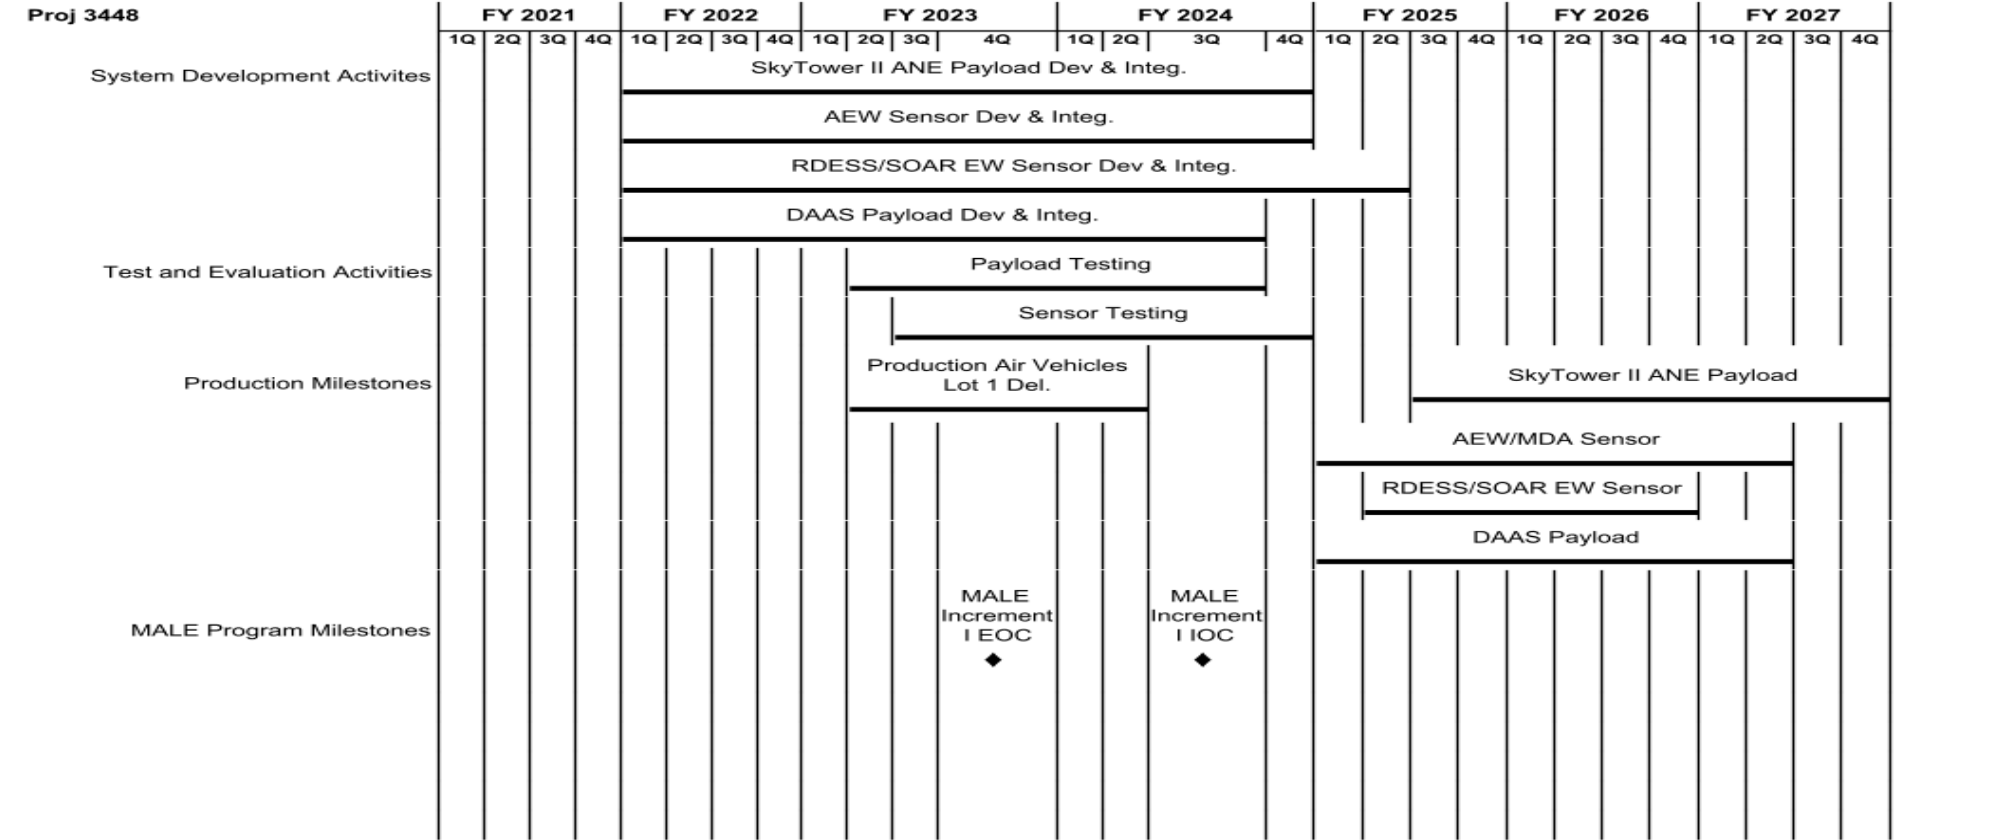 Proj 3448
FY 2021 FY 2022 FY 2023 FY 2024 FY 2025 FY 2026 FY 2027
1Q 2Q 3Q 4Q 1Q 2Q 3Q 4Q 1Q 2Q 3Q 4Q 1Q 2Q 3Q 4Q 1Q 2Q 3Q 4Q 1Q 2Q 3Q 4Q 1Q 2Q 3Q 4Q
System Development Activites
SkyTower II ANE Payload Dev & Integ.
AEW Sensor Dev & Integ.
RDESS/SOAR EW Sensor Dev & Integ.
DAAS Payload Dev & Integ.
Test and Evaluation Activities
Payload Testing
Sensor Testing
Production Milestones
Production Air Vehicles
Lot 1 Del.
SkyTower II ANE Payload
AEW/MDA Sensor
RDESS/SOAR EW Sensor
DAAS Payload
MALE Program Milestones
MALE
Increment
I EOC
MALE
Increment
I IOC